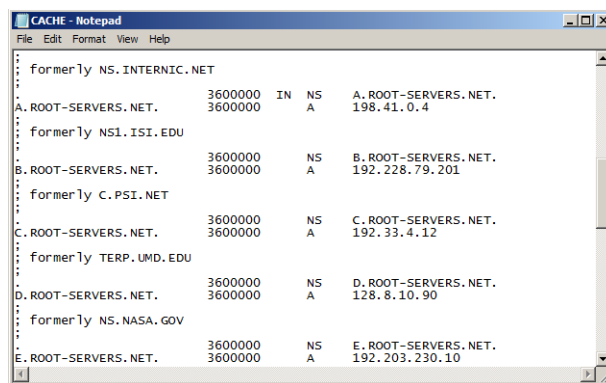 CACHE - Notepad
File Edit Format View Help
;
; formerly NS.INTERNIC.NET
;
. 3600000 IN NS A.ROOT-SERVERS.NET.
A.ROOT-SERVERS.NET. 3600000 A 198.41.0.4
;
; formerly NS1.ISI.EDU
;
. 3600000 NS B.ROOT-SERVERS.NET.
B.ROOT-SERVERS.NET. 3600000 A 192.228.79.201
;
; formerly C.PSI.NET
;
. 3600000 NS C.ROOT-SERVERS.NET.
C.ROOT-SERVERS.NET. 3600000 A 192.33.4.12
;
; formerly TERP.UMD.EDU
;
. 3600000 NS D.ROOT-SERVERS.NET.
D.ROOT-SERVERS.NET. 3600000 A 128.8.10.90
;
; formerly NS.NASA.GOV
;
. 3600000 NS E.ROOT-SERVERS.NET.
E.ROOT-SERVERS.NET. 3600000 A 192.203.230.10